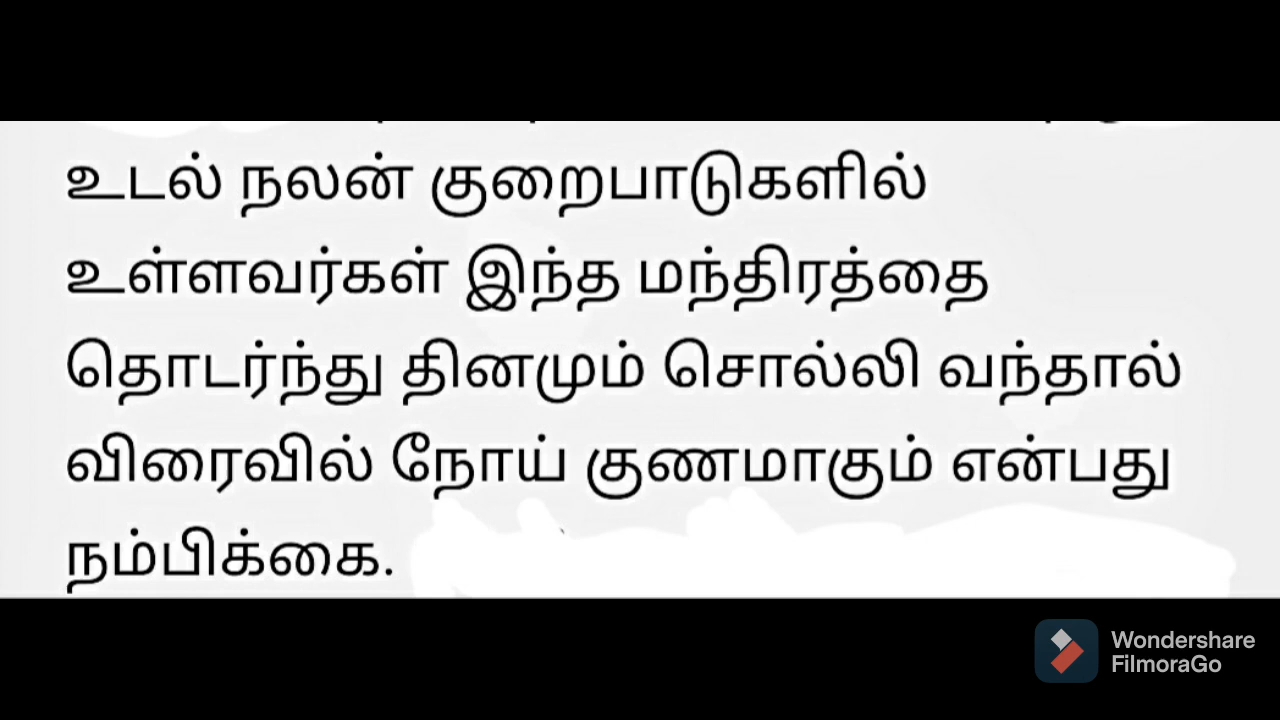 உடல் நலன் குறைபாடுகளில்
உள்ளவர்கள் இந்த மந்திரத்தை
தொடர்ந்து தினமும் சொல்லி வந்தால்
விரைவில் நோய் குணமாகும் என்பது
நம்பிக்கை.
Wondershare
FilmoraGo